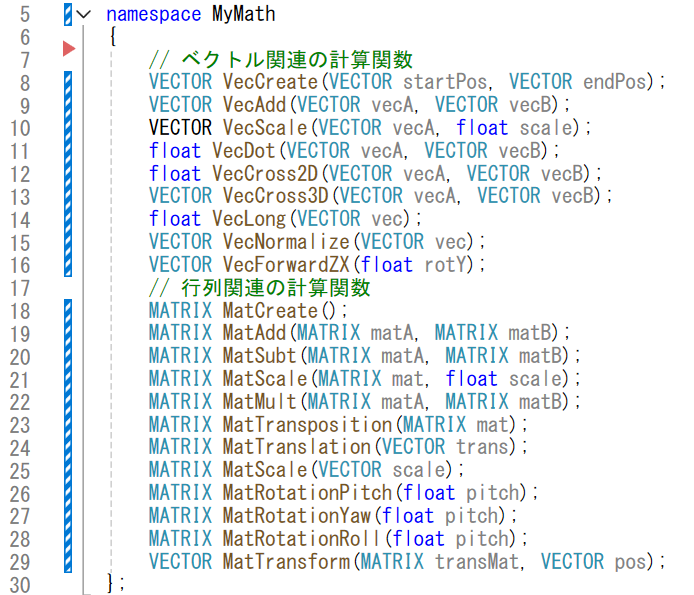 5 namespace MyMath
6 {
7 // ベクトル関連の計算関数
8 VECTOR VecCreate(VECTOR startPos, VECTOR endPos);
9 VECTOR VecAdd(VECTOR vecA, VECTOR vecB);
10 VECTOR VecScale(VECTOR vecA, float scale);
11 float VecDot(VECTOR vecA, VECTOR vecB);
12 float VecCross2D(VECTOR vecA, VECTOR vecB);
13 VECTOR VecCross3D(VECTOR vecA, VECTOR vecB);
14 float VecLong(VECTOR vec);
15 VECTOR VecNormalize(VECTOR vec);
16 VECTOR VecForwardZX(float rotY);
17 // 行列関連の計算関数
18 MATRIX MatCreate();
19 MATRIX MatAdd(MATRIX matA, MATRIX matB);
20 MATRIX MatSubt(MATRIX matA, MATRIX matB);
21 MATRIX MatScale(MATRIX mat, float scale);
22 MATRIX MatMult(MATRIX matA, MATRIX matB);
23 MATRIX MatTransposition(MATRIX mat);
24 MATRIX MatTranslation(VECTOR trans);
25 MATRIX MatScale(VECTOR scale);
26 MATRIX MatRotationPitch(float pitch);
27 MATRIX MatRotationYaw(float pitch);
28 MATRIX MatRotationRoll(float pitch);
29 VECTOR MatTransform(MATRIX transMat, VECTOR pos);
30 };